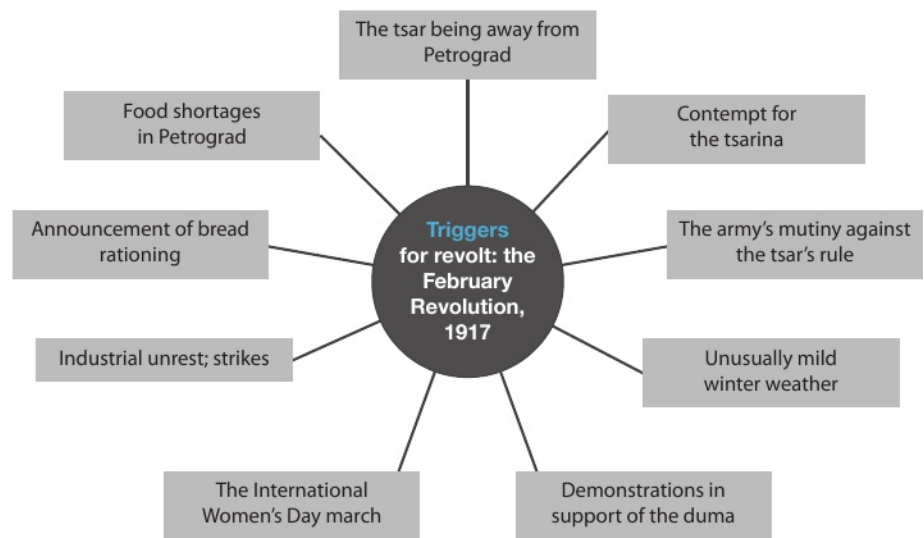 The tsar being away from
Petrograd
Food shortages
in Petrograd
Contempt for
the tsarina
Announcement of bread
rationing
Triggers
for revolt: the
February
Revolution,
1917
The army’s mutiny against
the tsar’s rule
Industrial unrest; strikes
Unusually mild
winter weather
The International
Women’s Day march
Demonstrations in
support of the duma